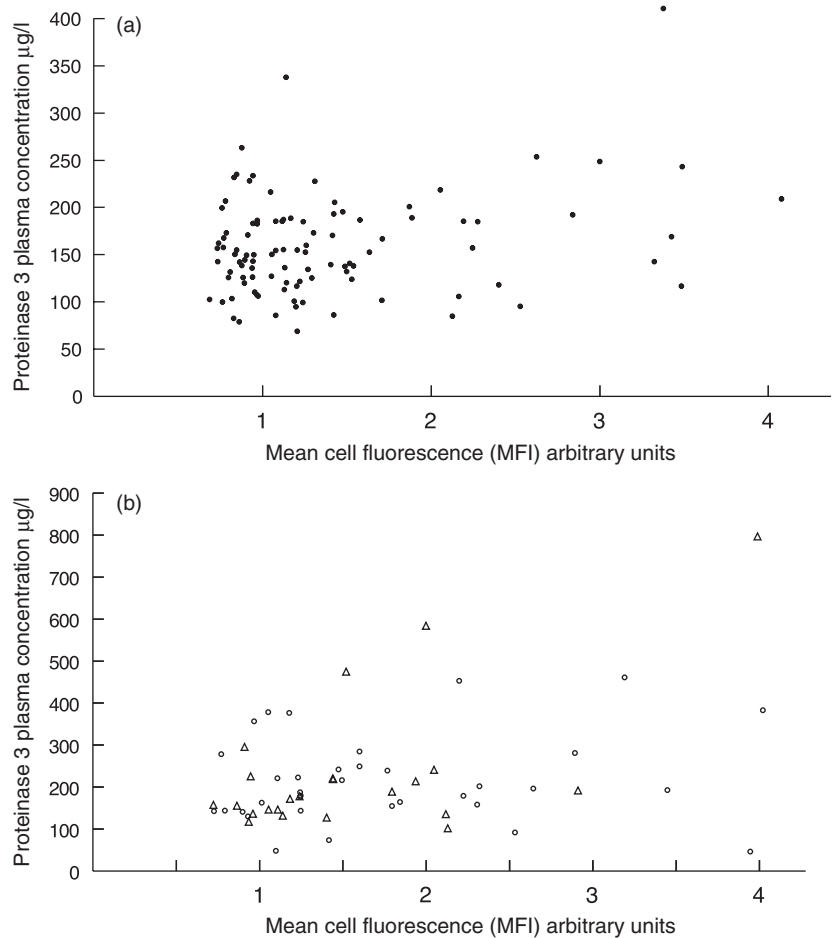 (a)
Proteinase 3 plasma concentration µg/l
400
350
300
250
200
150
100
50
0
1 2 3 4
Mean cell fluorescence (MFI) arbitrary units
(b)
Proteinase 3 plasma concentration µg/l
900
800
700
600
500
400
300
200
100
0
1 2 3 4
Mean cell fluorescence (MFI) arbitrary units